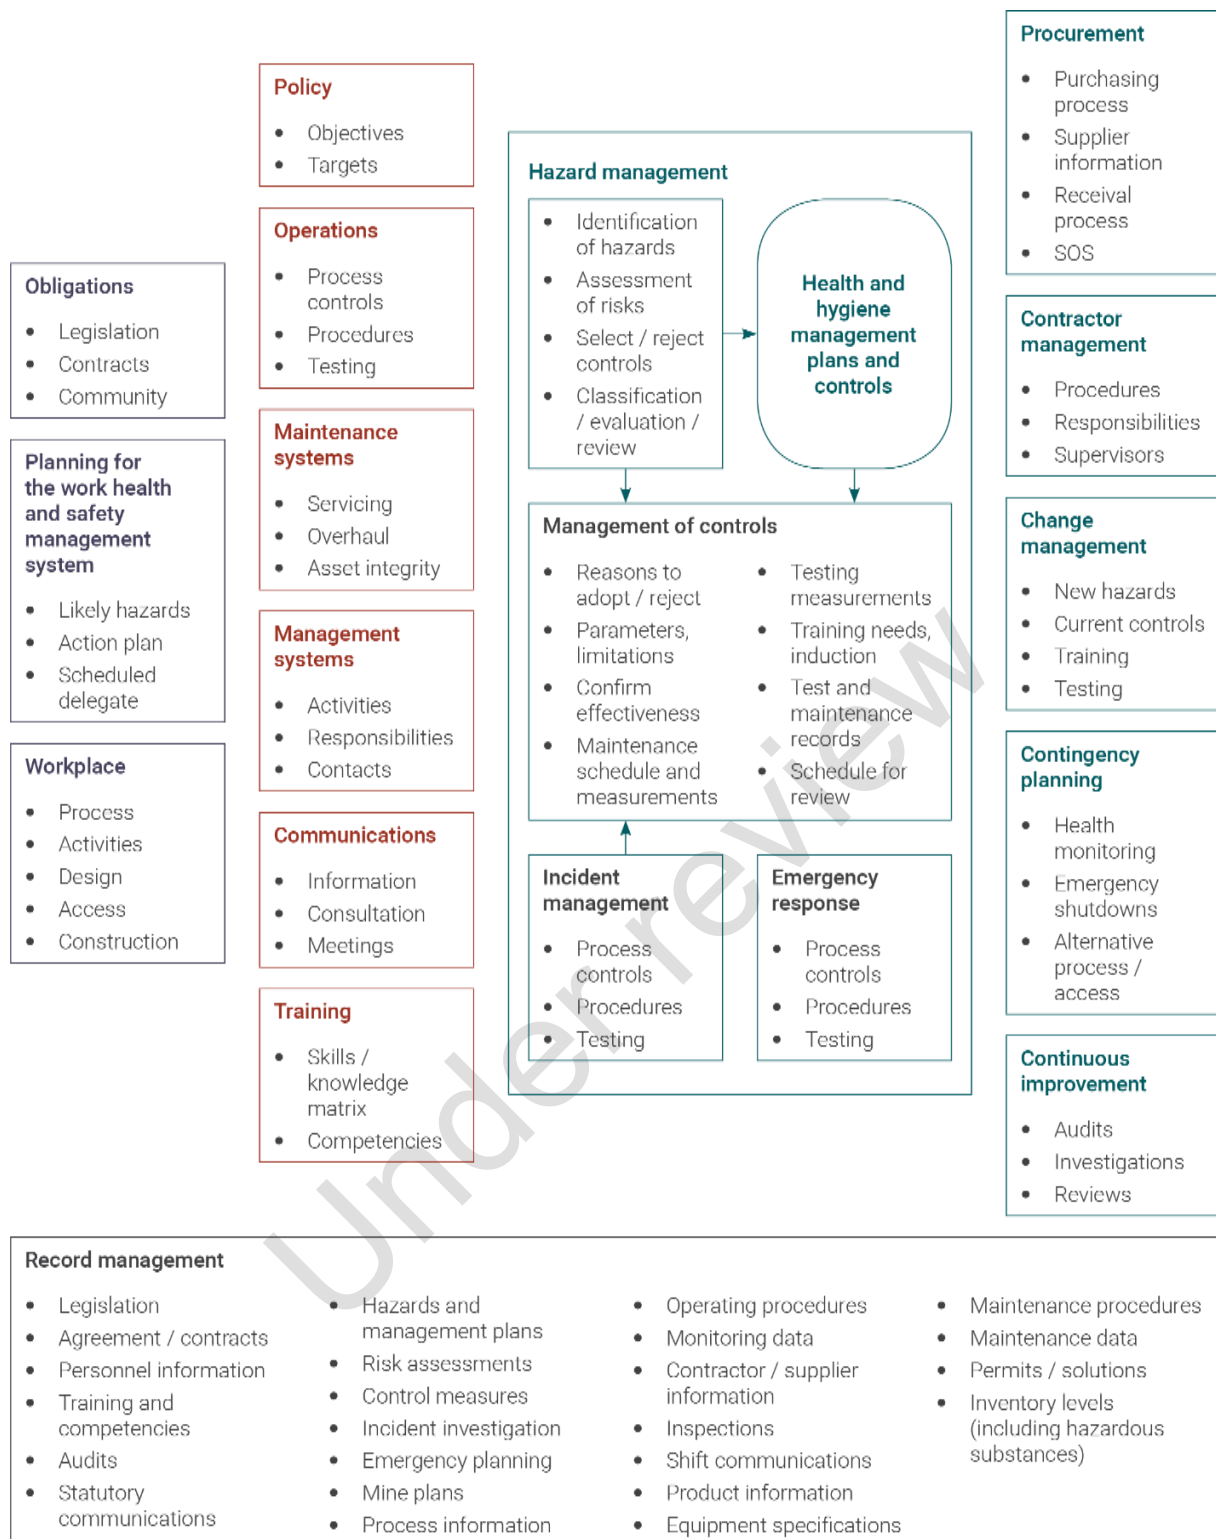 Obligations
• Legislation
• Contracts
• Community
Planning for
the work health
and safety
management
system
• Likely hazards
• Action plan
• Scheduled
delegate
Workplace
• Process
• Activities
• Design
• Access
• Construction
Policy
• Objectives
• Targets
Operations
• Process
controls
• Procedures
• Testing
Maintenance
systems
• Servicing
• Overhaul
• Asset integrity
Management
systems
• Activities
• Responsibilities
• Contacts
Communications
• Information
• Consultation
• Meetings
Training
• Skills /
knowledge
matrix
• Competencies
Hazard management
• Identification
of hazards
• Assessment
of risks
• Select / reject
controls
• Classification
/ evaluation /
review
Health and
hygiene
management
plans and
controls
Management of controls
• Reasons to
adopt / reject
• Parameters,
limitations
• Confirm
effectiveness
• Maintenance
schedule and
measurements
• Testing
measurements
• Training needs,
induction
• Test and
maintenance
records
• Schedule for
review
Incident
management
• Process
controls
• Procedures
• Testing
Emergency
response
• Process
controls
• Procedures
• Testing
Procurement
• Purchasing
process
• Supplier
information
• Receival
process
• SOS
Contractor
management
• Procedures
• Responsibilities
• Supervisors
Change
management
• New hazards
• Current controls
• Training
• Testing
Contingency
planning
• Health
monitoring
• Emergency
shutdowns
• Alternative
process /
access
Continuous
improvement
• Audits
• Investigations
• Reviews
Record management
• Legislation
• Agreement / contracts
• Personnel information
• Training and
competencies
• Audits
• Statutory
communications
• Hazards and
management plans
• Risk assessments
• Control measures
• Incident investigation
• Emergency planning
• Mine plans
• Process information
• Operating procedures
• Monitoring data
• Contractor / supplier
information
• Inspections
• Shift communications
• Product information
• Equipment specifications
• Maintenance procedures
• Maintenance data
• Permits / solutions
• Inventory levels
(including hazardous
substances)
Under review